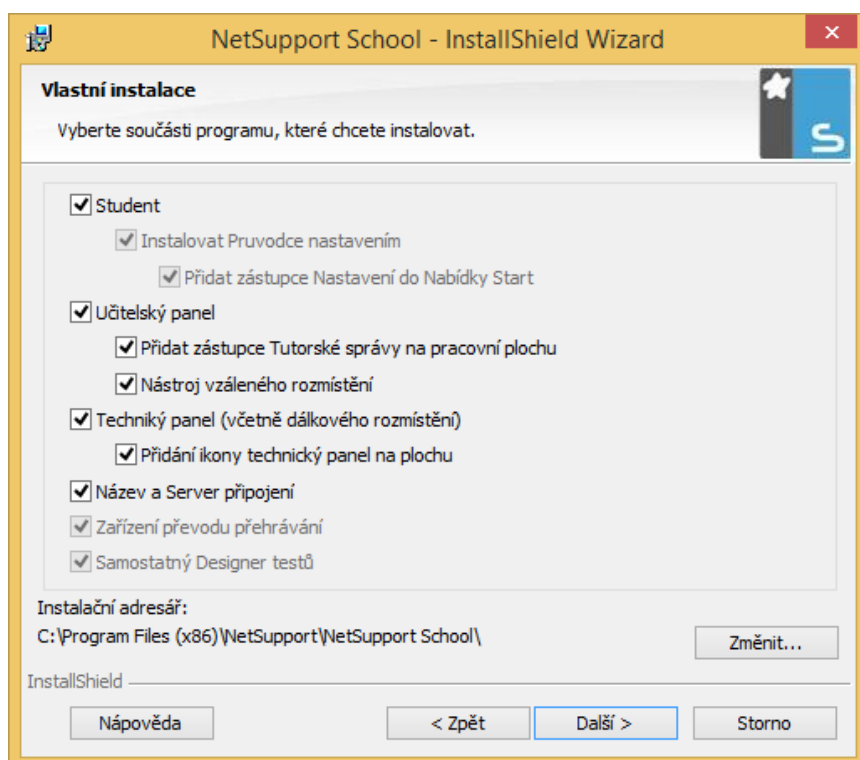 NetSupport School - InstallShield Wizard
Vlastní instalace
Vyberte součásti programu, které chcete instalovat.
S
Student
Instalovat Pruvodce nastavením
Přidat zástupce Nastavení do Nabídky Start
Učitelský panel
Přidat zástupce Tutorské správy na pracovní plochu
Nástroj vzáleného rozmístění
Techniký panel (včetně dálkového rozmístění)
Přidání ikony technický panel na plochu
Název a Server připojení
Zařízení převodu přehrávání
Samostatný Designer testů
Instalační adresář:
C:\Program Files (x86)\NetSupport\NetSupport School\
Změnit...
InstallShield
Nápověda < Zpět Další > Storno